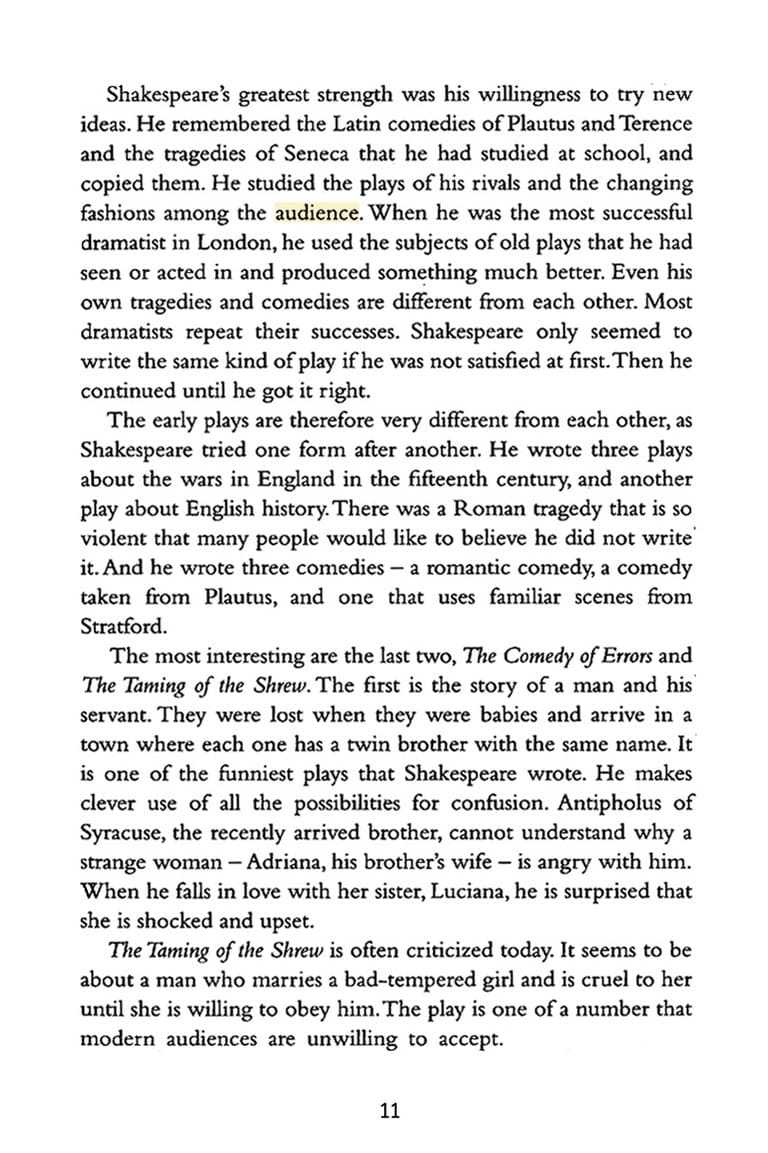 Shakespeare's greatest strength was his willingness to try new
ideas. He remembered the Latin comedies of Plautus and Terence
and the tragedies of Seneca that he had studied at school, and
copied them. He studied the plays of his rivals and the changing
fashions among the audience. When he was the most successful
dramatist in London, he used the subjects of old plays that he had
seen or acted in and produced something much better. Even his
own tragedies and comedies are different from each other. Most
dramatists repeat their successes. Shakespeare only seemed to
write the same kind of play if he was not satisfied at first. Then he
continued until he got it right.
The early plays are therefore very different from each other, as
Shakespeare tried one form after another. He wrote three plays
about the wars in England in the fifteenth century, and another
play about English history. There was a Roman tragedy that is so
violent that many people would like to believe he did not write
it. And he wrote three comedies – a romantic comedy, a comedy
taken from Plautus, and one that uses familiar scenes from
Stratford.
The most interesting are the last two, The Comedy of Errors and
The Taming of the Shrew. The first is the story of a man and his
servant. They were lost when they were babies and arrive in a
town where each one has a twin brother with the same name. It
is one of the funniest plays that Shakespeare wrote. He makes
clever use of all the possibilities for confusion. Antipholus of
Syracuse, the recently arrived brother, cannot understand why a
strange woman – Adriana, his brother's wife – is angry with him.
When he falls in love with her sister, Luciana, he is surprised that
she is shocked and upset.
The Taming of the Shrew is often criticized today. It seems to be
about a man who marries a bad-tempered girl and is cruel to her
until she is willing to obey him. The play is one of a number that
modern audiences are unwilling to accept.
11